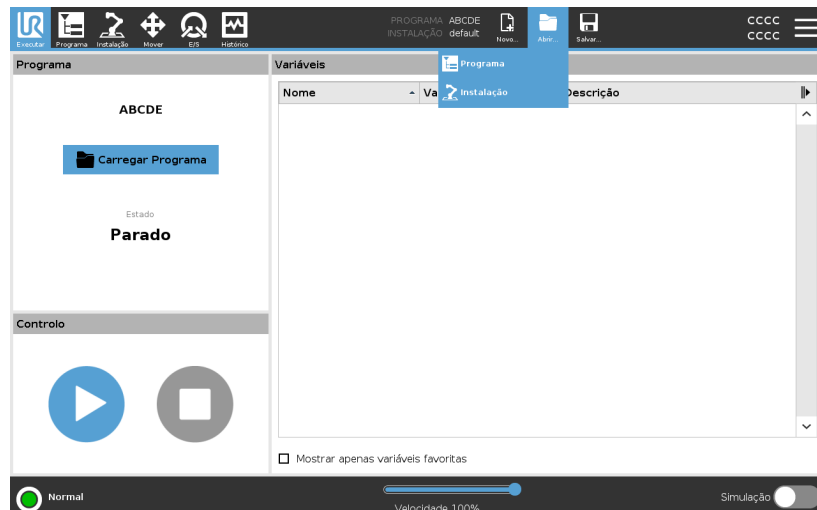 PROGRAMA ABCDE
INSTALAÇÃO default
CCCC
CCCC
Executar Programa Instalação Mover E/S Histórico Novo... Abrir... Salvar...
Programa
Instalação
Programa
ABCDE
Carregar Programa
Estado
Parado
Controlo
Variáveis
Nome Va Descrição
Mostrar apenas variáveis favoritas
Normal
Velocidade 100%
Simulação